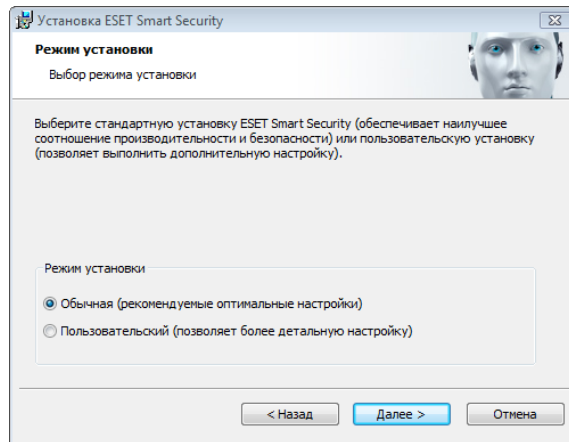 Установка ESET Smart Security
Режим установки
Выбор режима установки
Выберите стандартную установку ESET Smart Security (обеспечивает наилучшее
соотношение производительности и безопасности) или пользовательскую установку
(позволяет выполнить дополнительную настройку).
Режим установки
Обычная (рекомендуемые оптимальные настройки)
Пользовательский (позволяет более детальную настройку)
< Назад
Далее >
Отмена